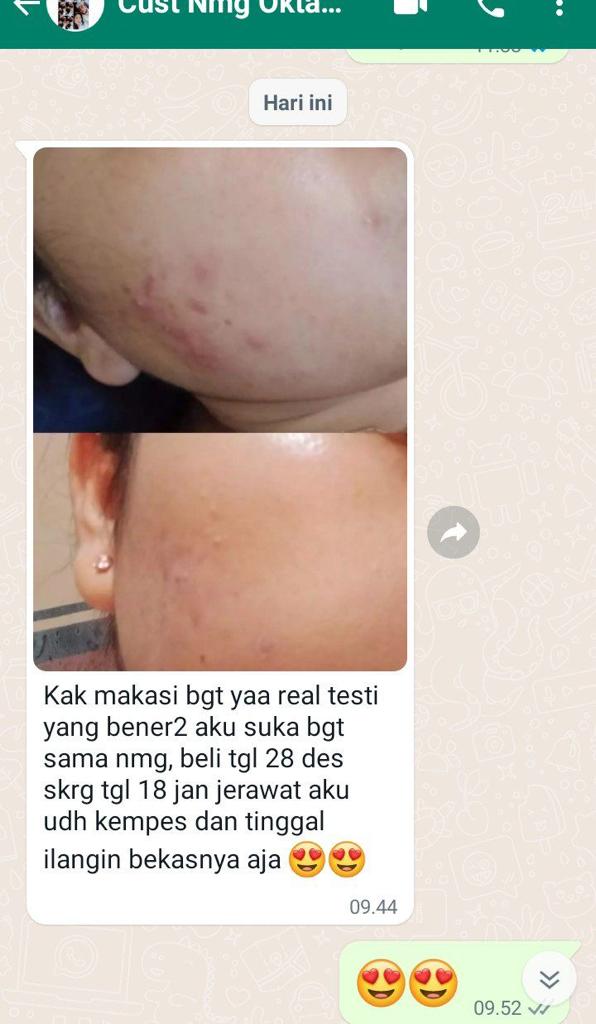 Cust Nmg Okta...
Hari ini
Kak makasi bgt yaa real testi
yang bener2 aku suka bgt
sama nmg, beli tgl 28 des
skrg tgl 18 jan jerawat aku
udh kempes dan tinggal
ilangin bekasnya aja 😍😍
09.44
😍😍
09.52